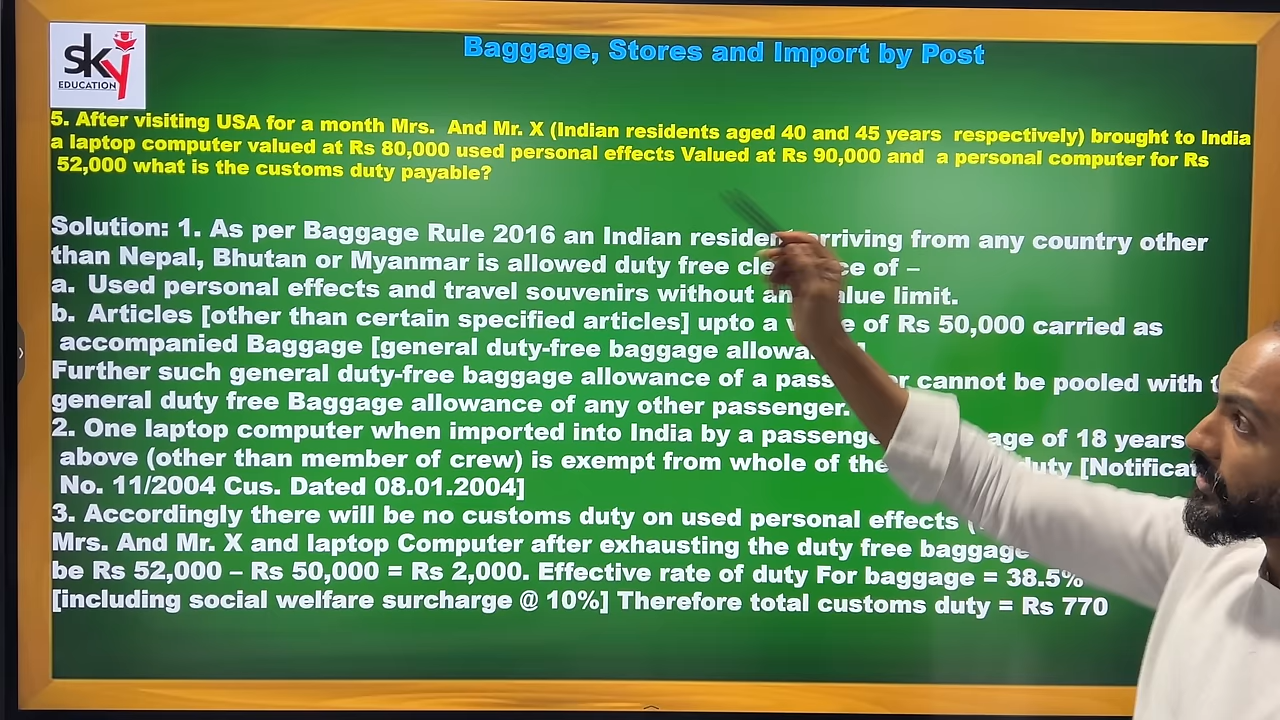 sky
EDUCATION
Baggage, Stores and Import by Post
5. After visiting USA for a month Mrs. And Mr. X (Indian residents aged 40 and 45 years respectively) brought to India
a laptop computer valued at Rs 80,000 used personal effects Valued at Rs 90,000 and a personal computer for Rs
52,000 what is the customs duty payable?
Solution: 1. As per Baggage Rule 2016 an Indian arriving from any country other
than Nepal, Bhutan or Myanmar is allowed duty free of –
a. Used personal effects and travel souvenirs without limit.
b. Articles [other than certain specified articles] upto a of Rs 50,000 carried as
accompanied Baggage [general duty-free baggage
Further such general duty-free baggage allowance of a cannot be pooled with
general duty free Baggage allowance of any other passenger.
2. One laptop computer when imported into India by a age of 18 years
above (other than member of crew) is exempt from whole of the duty
No. 11/2004 Cus. Dated 08.01.2004]
3. Accordingly there will be no customs duty on used personal effects
Mrs. And Mr. X and laptop Computer after exhausting the duty free baggage
be Rs 52,000 – Rs 50,000 = Rs 2,000. Effective rate of duty For baggage = 38.5%
[including social welfare surcharge @ 10%] Therefore total customs duty = Rs 770